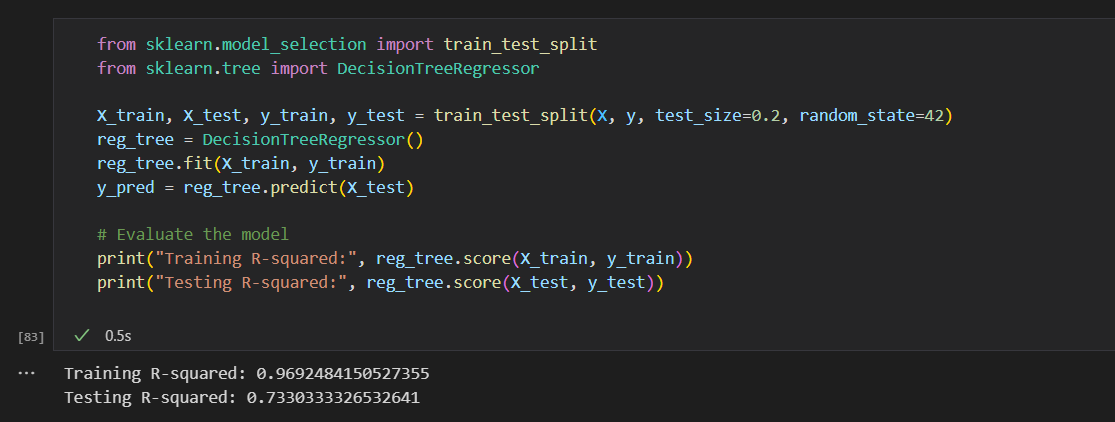 from sklearn.model_selection import train_test_split
from sklearn.tree import DecisionTreeRegressor
X_train, X_test, y_train, y_test = train_test_split(X, y, test_size=0.2, random_state=42)
reg_tree = DecisionTreeRegressor()
reg_tree.fit(X_train, y_train)
y_pred = reg_tree.predict(X_test)
# Evaluate the model
print("Training R-squared:", reg_tree.score(X_train, y_train))
print("Testing R-squared:", reg_tree.score(X_test, y_test))
[83] ✓ 0.5s
... Training R-squared: 0.9692484150527355
Testing R-squared: 0.7330333326532641